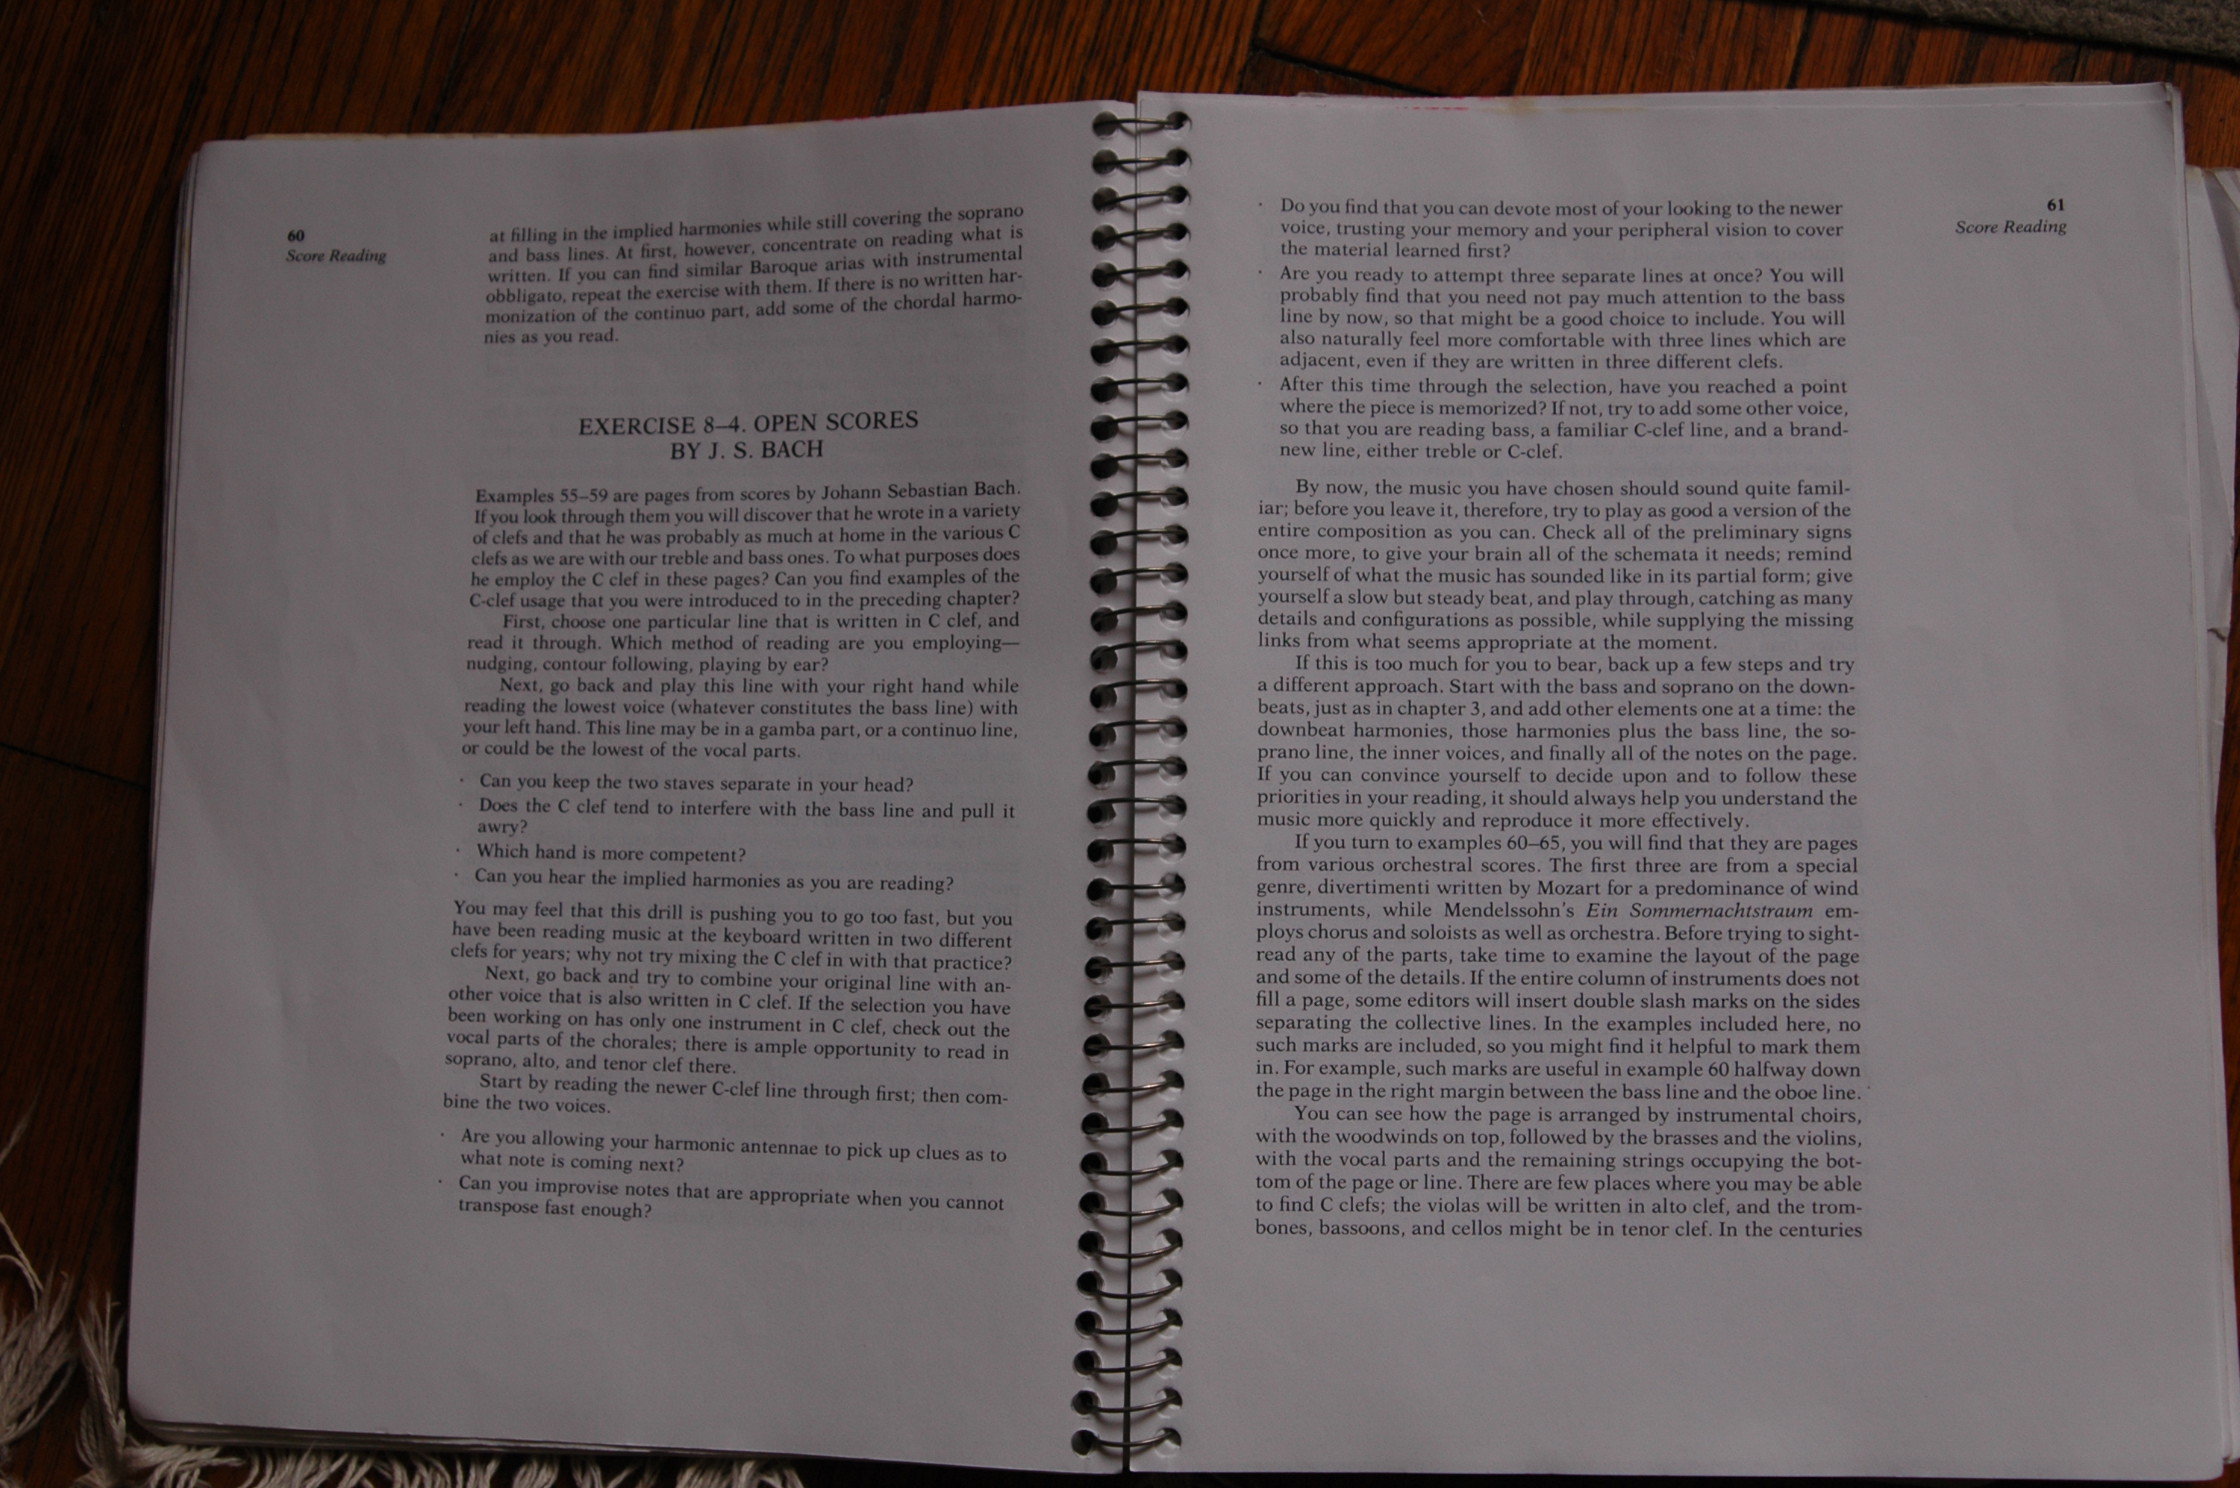 60
Score Reading
at filling in the implied harmonies while still covering the soprano
and bass lines. At first, however, concentrate on reading what is
written. If you can find similar Baroque arias with instrumental
obbligato, repeat the exercise with them. If there is no written har-
monization of the continuo part, add some of the chordal harmo-
nies as you read.
EXERCISE 8–4. OPEN SCORES
BY J. S. BACH
Examples 55–59 are pages from scores by Johann Sebastian Bach.
If you look through them you will discover that he wrote in a variety
of clefs and that he was probably as much at home in the various C
clefs as we are with our treble and bass ones. To what purposes does
he employ the C clef in these pages? Can you find examples of the
C-clef usage that you were introduced to in the preceding chapter?
First, choose one particular line that is written in C clef, and
read it through. Which method of reading are you employing—
nudging, contour following, playing by ear?
Next, go back and play this line with your right hand while
reading the lowest voice (whatever constitutes the bass line) with
your left hand. This line may be in a gamba part, or a continuo line,
or could be the lowest of the vocal parts.
· Can you keep the two staves separate in your head?
· Does the C clef tend to interfere with the bass line and pull it
awry?
· Which hand is more competent?
· Can you hear the implied harmonies as you are reading?
You may feel that this drill is pushing you to go too fast, but you
have been reading music at the keyboard written in two different
clefs for years; why not try mixing the C clef in with that practice?
Next, go back and try to combine your original line with an-
other voice that is also written in C clef. If the selection you have
been working on has only one instrument in C clef, check out the
vocal parts of the chorales; there is ample opportunity to read in
soprano, alto, and tenor clef there.
Start by reading the newer C-clef line through first; then com-
bine the two voices.
· Are you allowing your harmonic antennae to pick up clues as to
what note is coming next?
· Can you improvise notes that are appropriate when you cannot
transpose fast enough?
61
Score Reading
· Do you find that you can devote most of your looking to the newer
voice, trusting your memory and your peripheral vision to cover
the material learned first?
· Are you ready to attempt three separate lines at once? You will
probably find that you need not pay much attention to the bass
line by now, so that might be a good choice to include. You will
also naturally feel more comfortable with three lines which are
adjacent, even if they are written in three different clefs.
· After this time through the selection, have you reached a point
where the piece is memorized? If not, try to add some other voice,
so that you are reading bass, a familiar C-clef line, and a brand-
new line, either treble or C-clef.
By now, the music you have chosen should sound quite famil-
iar; before you leave it, therefore, try to play as good a version of the
entire composition as you can. Check all of the preliminary signs
once more, to give your brain all of the schemata it needs; remind
yourself of what the music has sounded like in its partial form; give
yourself a slow but steady beat, and play through, catching as many
details and configurations as possible, while supplying the missing
links from what seems appropriate at the moment.
If this is too much for you to bear, back up a few steps and try
a different approach. Start with the bass and soprano on the down-
beats, just as in chapter 3, and add other elements one at a time: the
downbeat harmonies, those harmonies plus the bass line, the so-
prano line, the inner voices, and finally all of the notes on the page.
If you can convince yourself to decide upon and to follow these
priorities in your reading, it should always help you understand the
music more quickly and reproduce it more effectively.
If you turn to examples 60–65, you will find that they are pages
from various orchestral scores. The first three are from a special
genre, divertimenti written by Mozart for a predominance of wind
instruments, while Mendelssohn's Ein Sommernachtstraum em-
ploys chorus and soloists as well as orchestra. Before trying to sight-
read any of the parts, take time to examine the layout of the page
and some of the details. If the entire column of instruments does not
fill a page, some editors will insert double slash marks on the sides
separating the collective lines. In the examples included here, no
such marks are included, so you might find it helpful to mark them
in. For example, such marks are useful in example 60 halfway down
the page in the right margin between the bass line and the oboe line.
You can see how the page is arranged by instrumental choirs,
with the woodwinds on top, followed by the brasses and the violins,
with the vocal parts and the remaining strings occupying the bot-
tom of the page or line. There are few places where you may be able
to find C clefs; the violas will be written in alto clef, and the trom-
bones, bassoons, and cellos might be in tenor clef. In the centuries